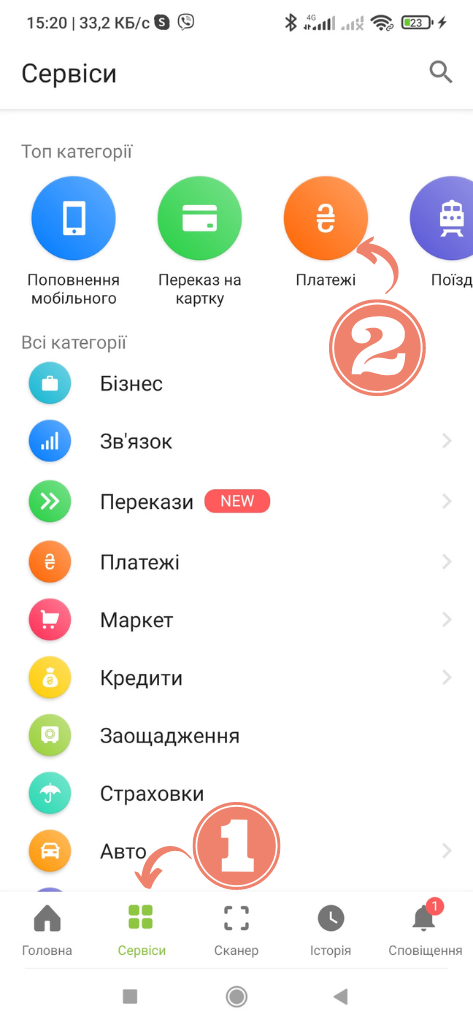 15:20 | 33,2 КБ/с
4G
23
Сервіси
Топ категорії
Поповнення
мобільного
Переказ на
картку
Платежі
Поїзд
2
Всі категорії
Бізнес
Зв'язок
Перекази NEW
Платежі
Маркет
Кредити
Заощадження
Страховки
Авто
1
1
Головна
Сервіси
Сканер
Історія
Сповіщення